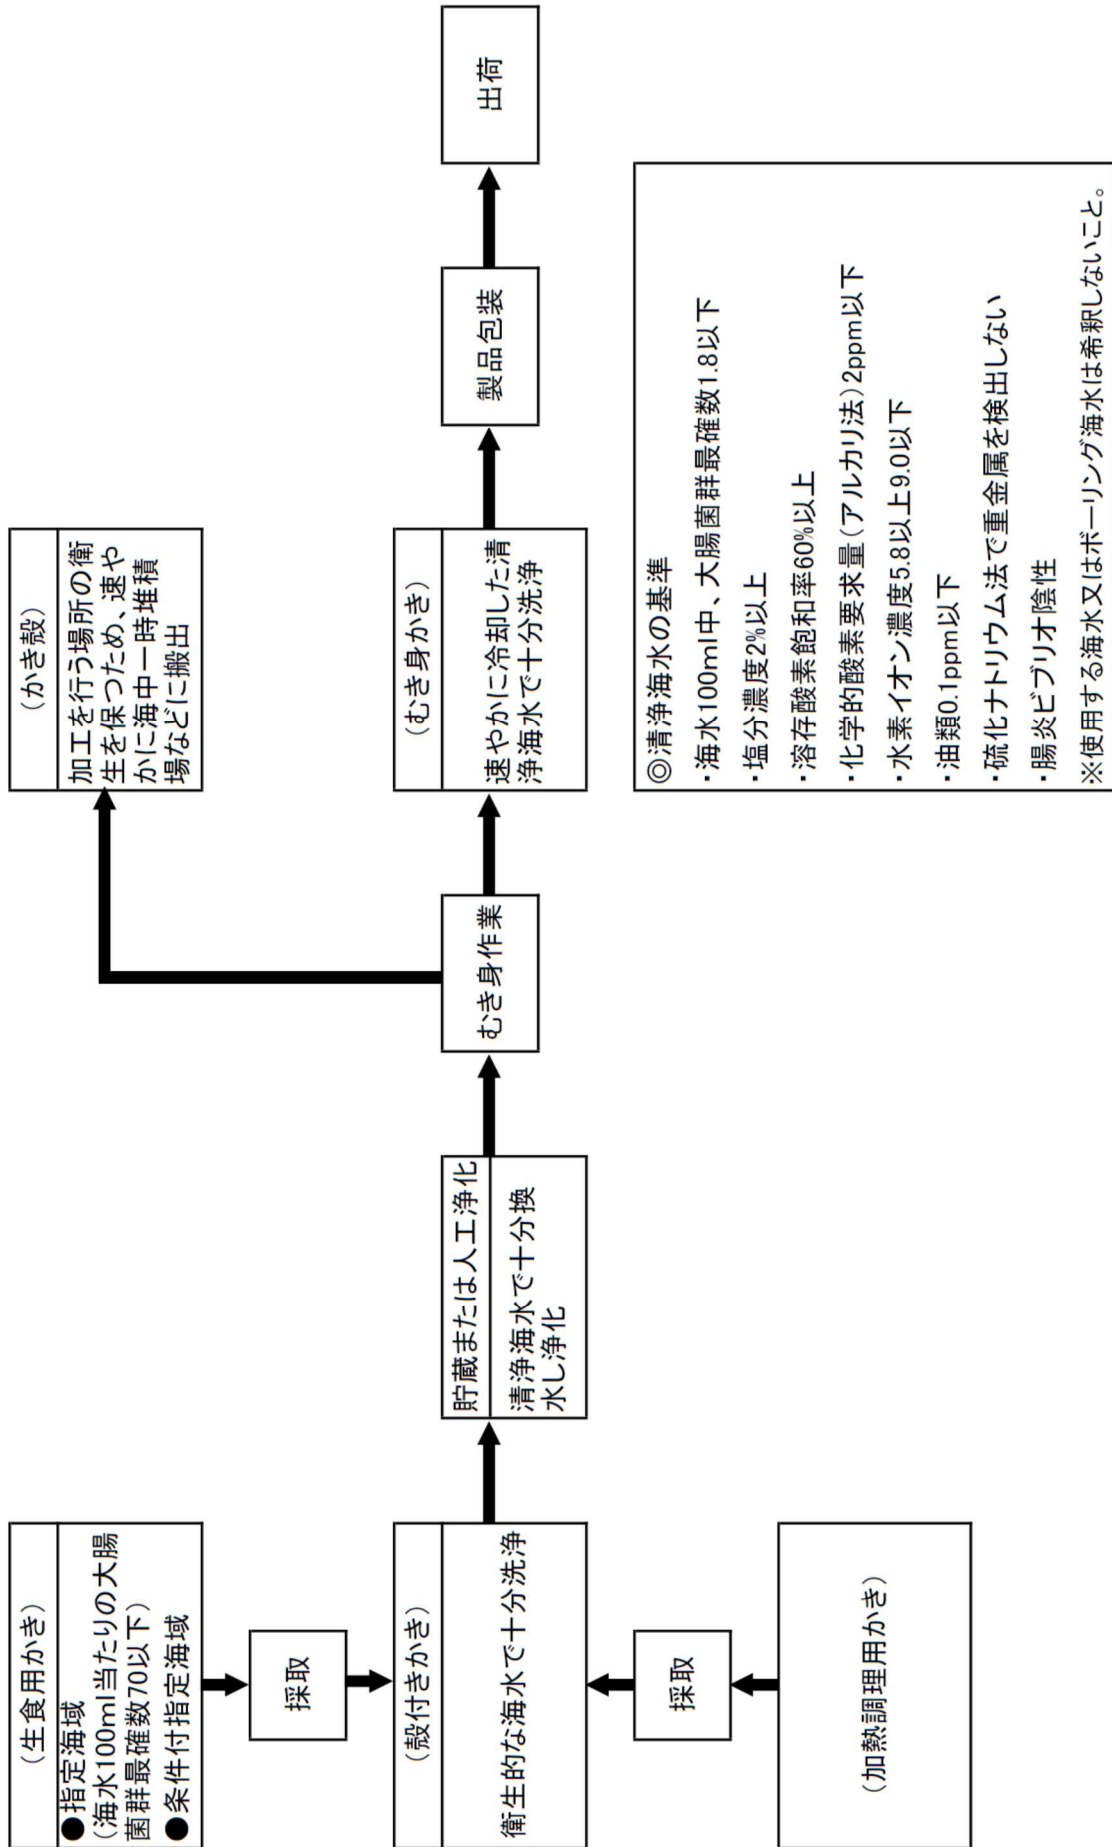 (生食用かき)
●指定海域
(海水100ml当たりの大腸
菌群最確数70以下)
●条件付指定海域
採取
(殻付きかき)
衛生的な海水で十分洗浄
採取
(加熱調理用かき)
貯蔵または人工浄化
清浄海水で十分換
水し浄化
むき身作業
(かき殻)
加工を行う場所の衛
生を保つため、速や
かに海中一時堆積
場などに搬出
(むき身かき)
速やかに冷却した清
浄海水で十分洗浄
製品包装
出荷
◎清浄海水の基準
・海水100ml中、大腸菌群最確数1.8以下
・塩分濃度2%以上
・溶存酸素飽和率60%以上
・化学的酸素要求量(アルカリ法)2ppm以下
・水素イオン濃度5.8以上9.0以下
・油類0.1ppm以下
・硫化ナトリウム法で重金属を検出しない
・腸炎ビブリオ陰性
※使用する海水又はボーリング海水は希釈しないこと。